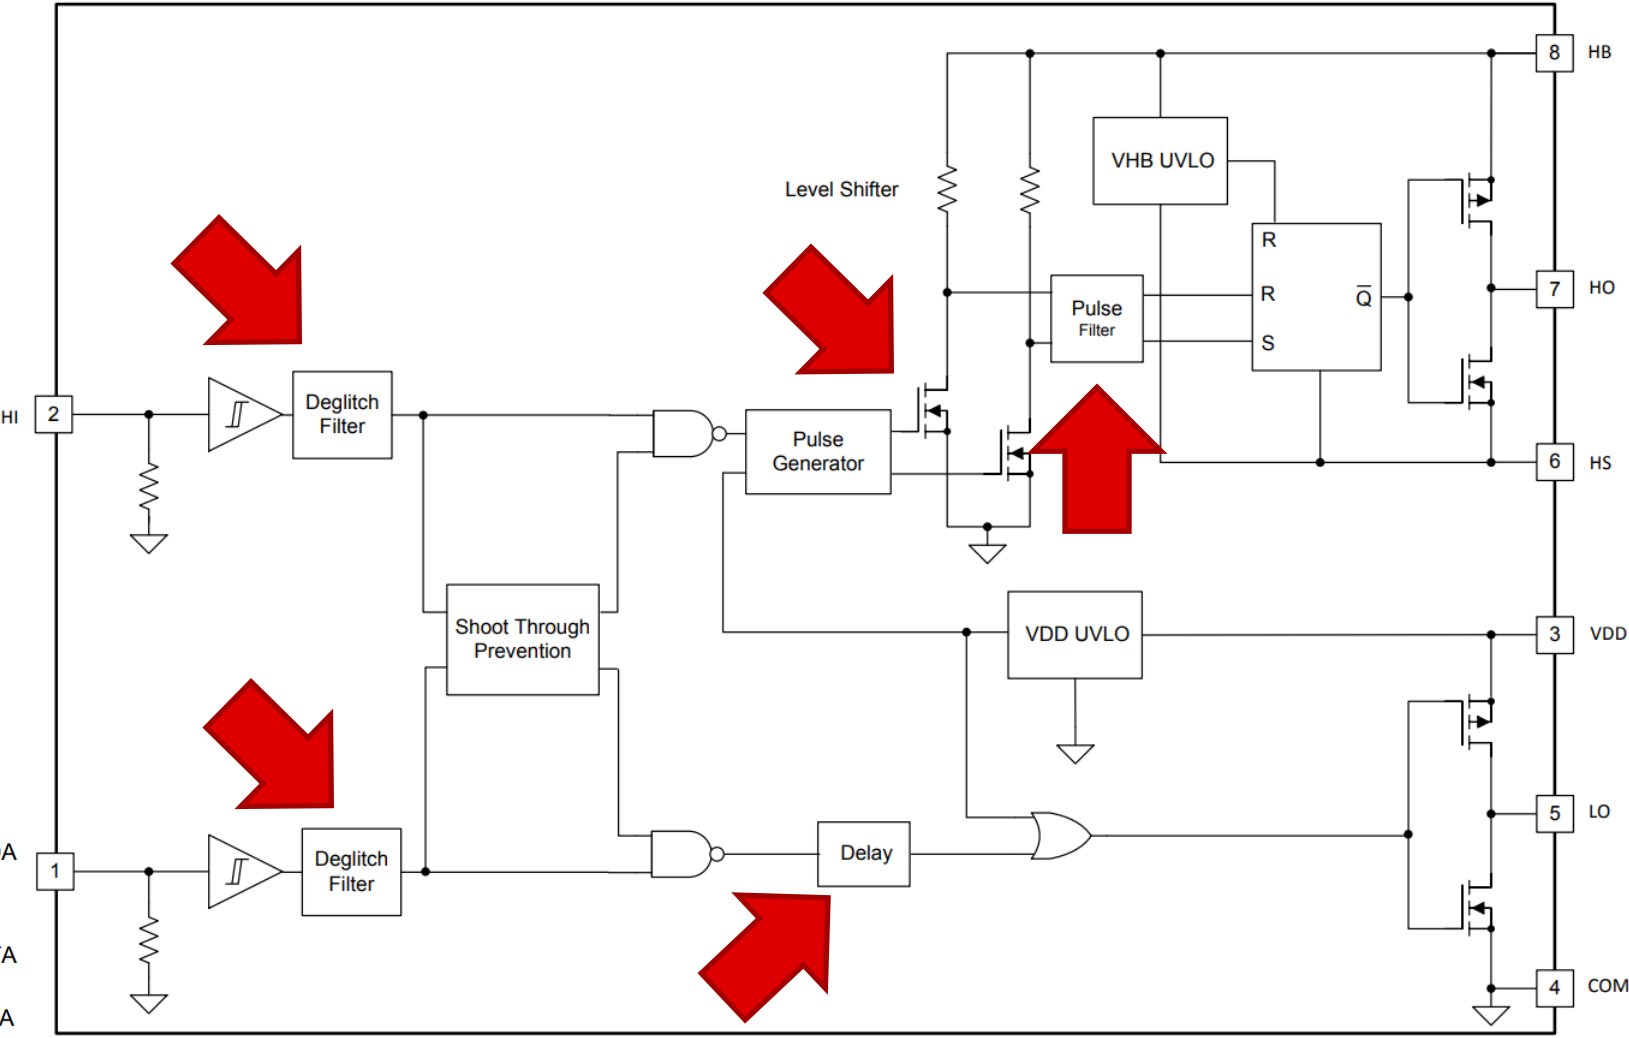 8 HB
VHB UVLO
Level Shifter
R
R
S
Q̅
7 HO
Pulse
Filter
Deglitch
Filter
HI 2
Pulse
Generator
6 HS
Shoot Through
Prevention
VDD UVLO
3 VDD
5 LO
Delay
A
1
Deglitch
Filter
A
4 COM
A